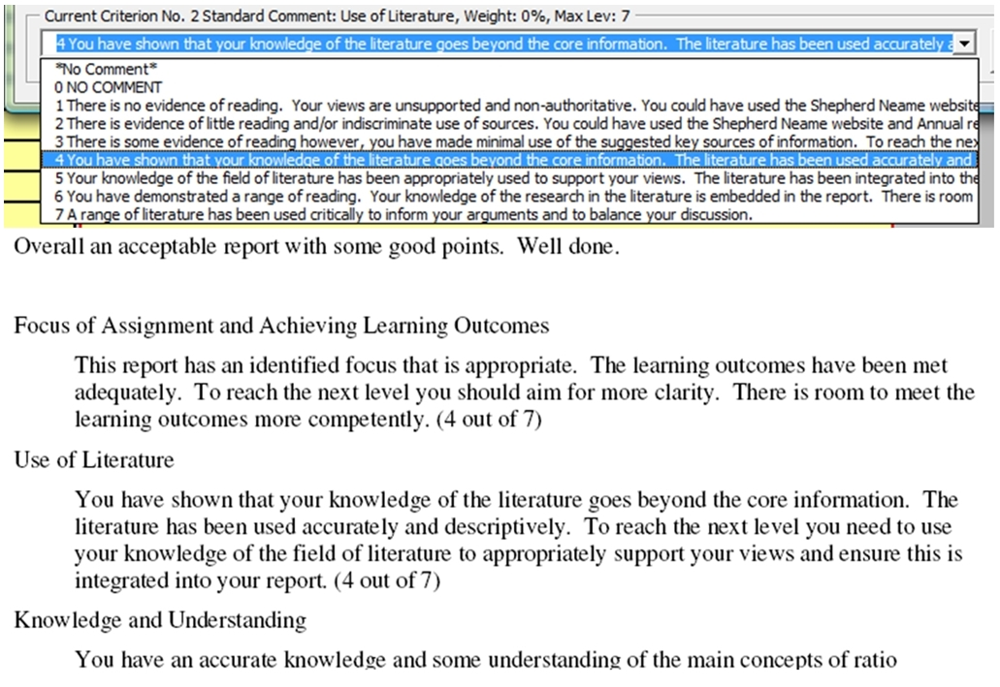 Current Criterion No. 2 Standard Comment: Use of Literature, Weight: 0%, Max Lev: 7
4 You have shown that your knowledge of the literature goes beyond the core information.  The literature has been used accurately
*No Comment*
0 NO COMMENT
1 There is no evidence of reading.  Your views are unsupported and non-authoritative. You could have used the Shepherd Neame website
2 There is evidence of little reading and/or indiscriminate use of sources. You could have used the Shepherd Neame website and Annual re
3 There is some evidence of reading however, you have made minimal use of the suggested key sources of information.  To reach the nex
4 You have shown that your knowledge of the literature goes beyond the core information.  The literature has been used accurately and
5 Your knowledge of the field of literature has been appropriately used to support your views.  The literature has been integrated into the
6 You have demonstrated a range of reading.  Your knowledge of the research in the literature is embedded in the report.  There is room
7 A range of literature has been used critically to inform your arguments and to balance your discussion.
Overall an acceptable report with some good points.  Well done.
Focus of Assignment and Achieving Learning Outcomes
This report has an identified focus that is appropriate.  The learning outcomes have been met
adequately.  To reach the next level you should aim for more clarity.  There is room to meet the
learning outcomes more competently. (4 out of 7)
Use of Literature
You have shown that your knowledge of the literature goes beyond the core information.  The
literature has been used accurately and descriptively.  To reach the next level you need to use
your knowledge of the field of literature to appropriately support your views and ensure this is
integrated into your report. (4 out of 7)
Knowledge and Understanding
You have an accurate knowledge and some understanding of the main concepts of ratio